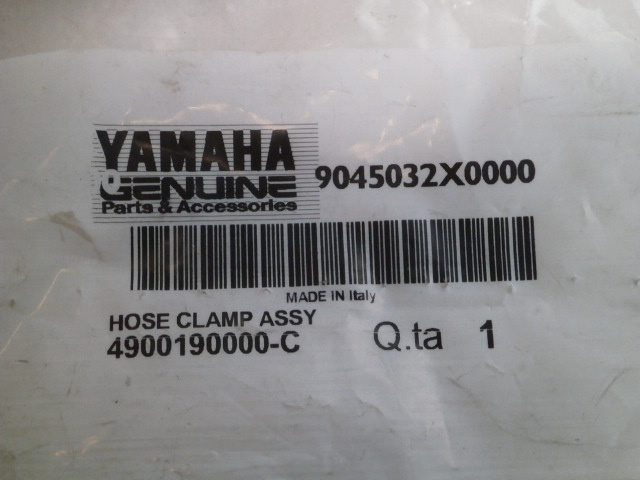 YAMAHA
GENUINE
Parts & Accessories
9045032X0000
MADE IN Italy
HOSE CLAMP ASSY
4900190000-C Q.ta 1